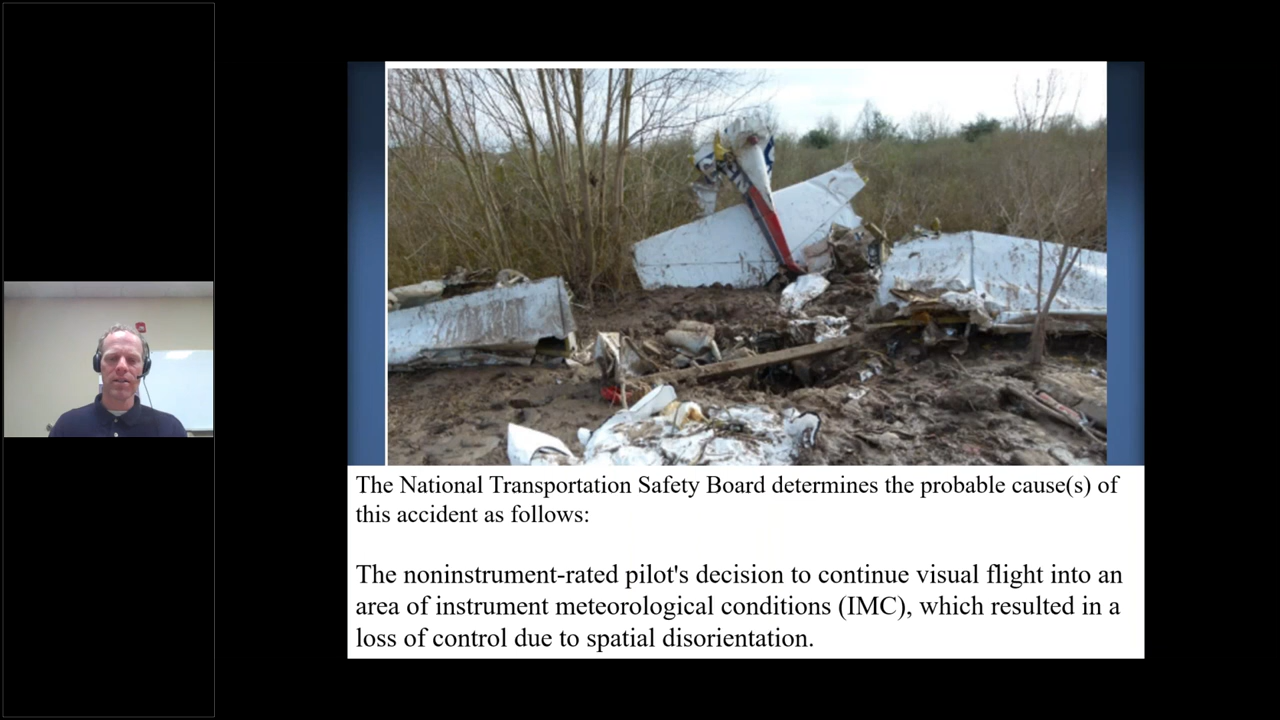 The National Transportation Safety Board determines the probable cause(s) of
this accident as follows:
The noninstrument-rated pilot's decision to continue visual flight into an
area of instrument meteorological conditions (IMC), which resulted in a
loss of control due to spatial disorientation.